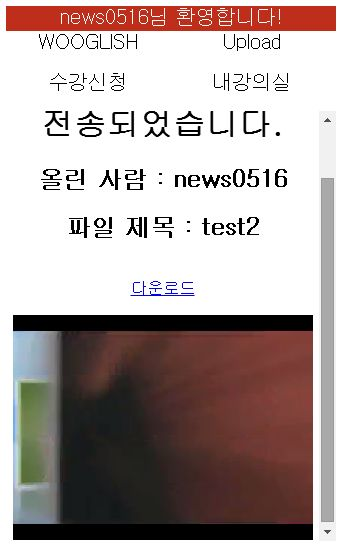 news0516님 환영합니다!
WOOGLISH Upload
수강신청 내강의실
전송되었습니다.
올린 사람 : news0516
파일 제목 : test2
다운로드